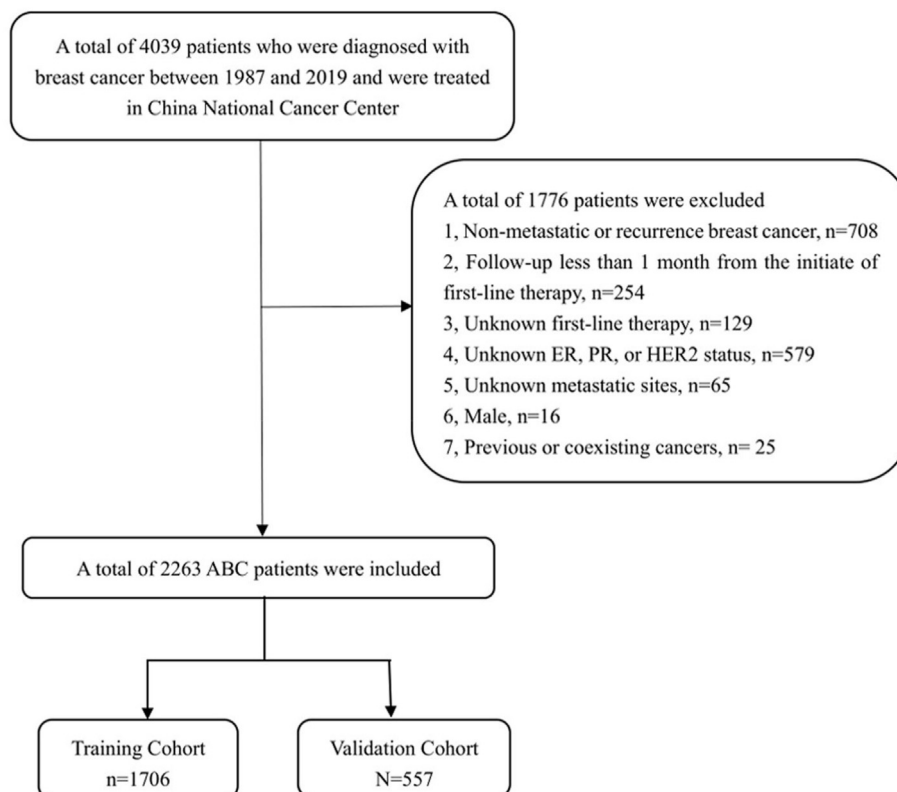 A total of 4039 patients who were diagnosed with
breast cancer between 1987 and 2019 and were treated
in China National Cancer Center
A total of 1776 patients were excluded
1, Non-metastatic or recurrence breast cancer, n=708
2, Follow-up less than 1 month from the initiate of
first-line therapy, n=254
3, Unknown first-line therapy, n=129
4, Unknown ER, PR, or HER2 status, n=579
5, Unknown metastatic sites, n=65
6, Male, n=16
7, Previous or coexisting cancers, n= 25
A total of 2263 ABC patients were included
Training Cohort
n=1706
Validation Cohort
N=557